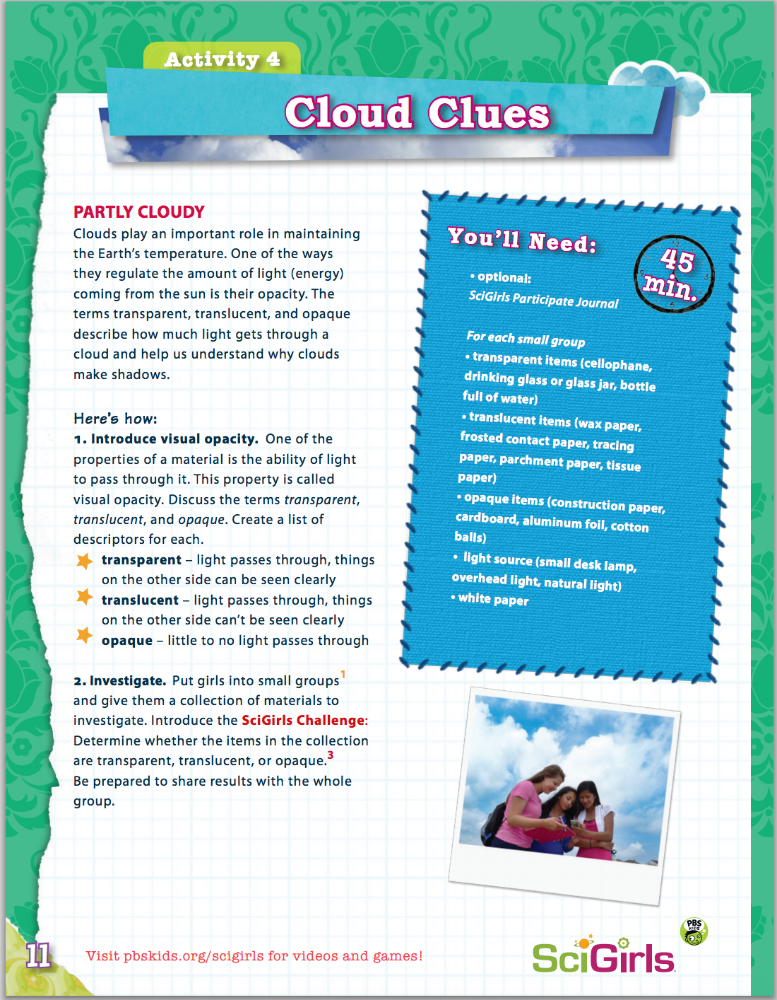 Activity 4
Cloud Clues
PARTLY CLOUDY
Clouds play an important role in maintaining
the Earth's temperature. One of the ways
they regulate the amount of light (energy)
coming from the sun is their opacity. The
terms transparent, translucent, and opaque
describe how much light gets through a
cloud and help us understand why clouds
make shadows.
Here's how:
1. Introduce visual opacity. One of the
properties of a material is the ability of light
to pass through it. This property is called
visual opacity. Discuss the terms transparent,
translucent, and opaque. Create a list of
descriptors for each.
transparent – light passes through, things
on the other side can be seen clearly
translucent – light passes through, things
on the other side can't be seen clearly
opaque – little to no light passes through
2. Investigate. Put girls into small groups1
and give them a collection of materials to
investigate. Introduce the SciGirls Challenge:
Determine whether the items in the collection
are transparent, translucent, or opaque.3
Be prepared to share results with the whole
group.
You'll Need:
45
min.
• optional:
SciGirls Participate Journal
For each small group
• transparent items (cellophane,
drinking glass or glass jar, bottle
full of water)
• translucent items (wax paper,
frosted contact paper, tracing
paper, parchment paper, tissue
paper)
• opaque items (construction paper,
cardboard, aluminum foil, cotton
balls)
• light source (small desk lamp,
overhead light, natural light)
• white paper
11
Visit pbskids.org/scigirls for videos and games!
SciGirls
PBS
KIDS